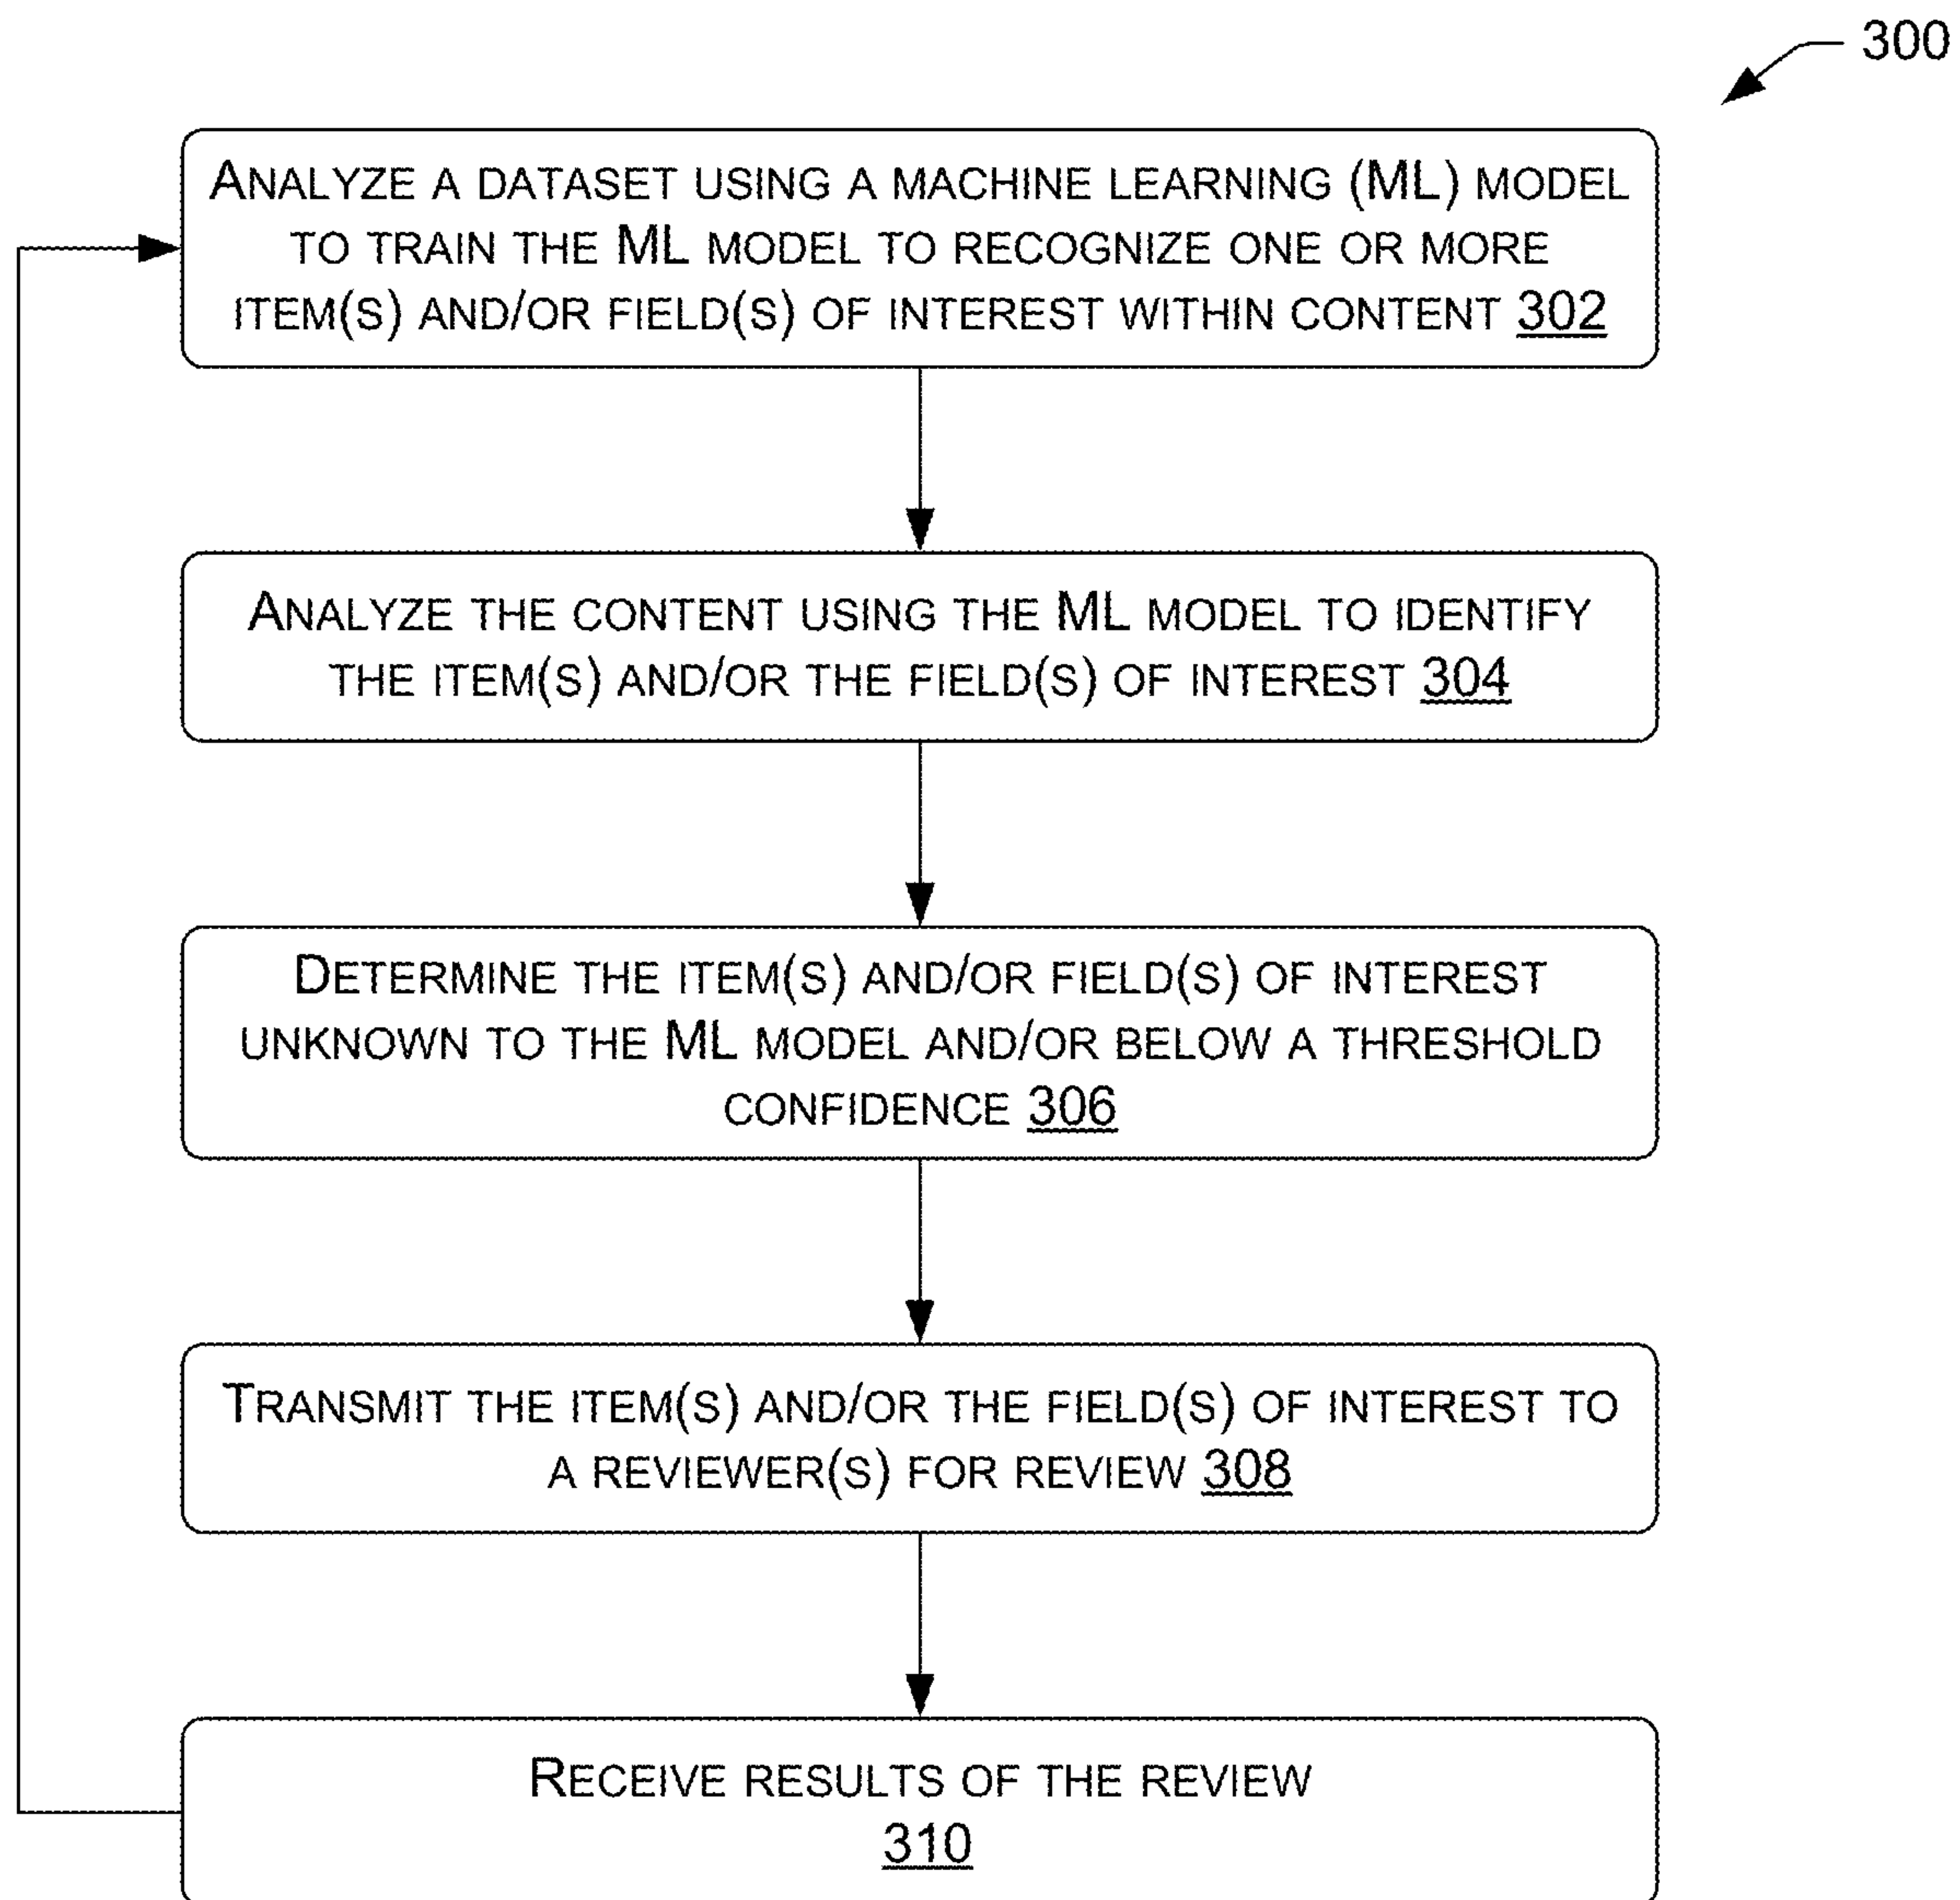 300
ANALYZE A DATASET USING A MACHINE LEARNING (ML) MODEL
TO TRAIN THE ML MODEL TO RECOGNIZE ONE OR MORE
ITEM(S) AND/OR FIELD(S) OF INTEREST WITHIN CONTENT 302
ANALYZE THE CONTENT USING THE ML MODEL TO IDENTIFY
THE ITEM(S) AND/OR THE FIELD(S) OF INTEREST 304
DETERMINE THE ITEM(S) AND/OR FIELD(S) OF INTEREST
UNKNOWN TO THE ML MODEL AND/OR BELOW A THRESHOLD
CONFIDENCE 306
TRANSMIT THE ITEM(S) AND/OR THE FIELD(S) OF INTEREST TO
A REVIEWER(S) FOR REVIEW 308
RECEIVE RESULTS OF THE REVIEW
310